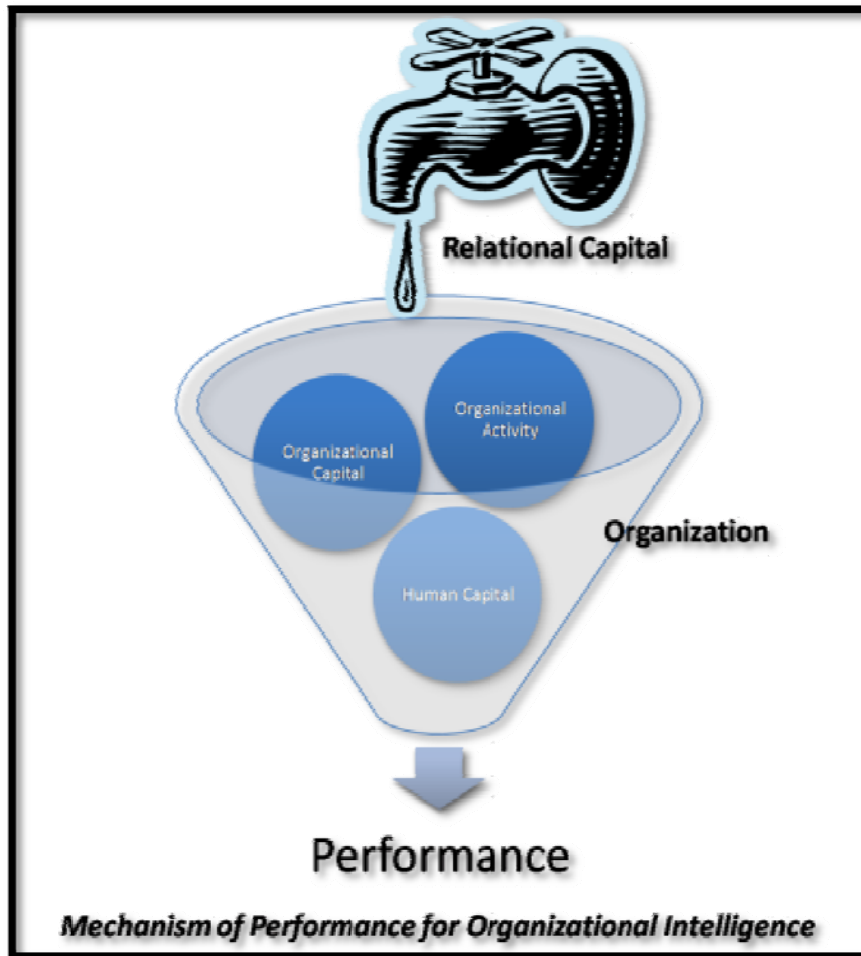 Relational Capital
Organizational
Activity
Organizational
Capital
Organization
Human Capital
Performance
Mechanism of Performance for Organizational Intelligence